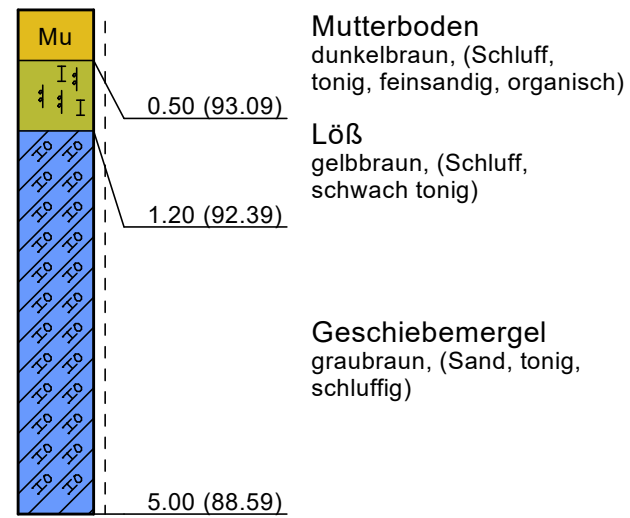 Mu
Mutterboden
dunkelbraun, (Schluff,
tonig, feinsandig, organisch)
0.50 (93.09)
Löß
gelbbraun, (Schluff,
schwach tonig)
1.20 (92.39)
Geschiebemergel
graubraun, (Sand, tonig,
schluffig)
5.00 (88.59)